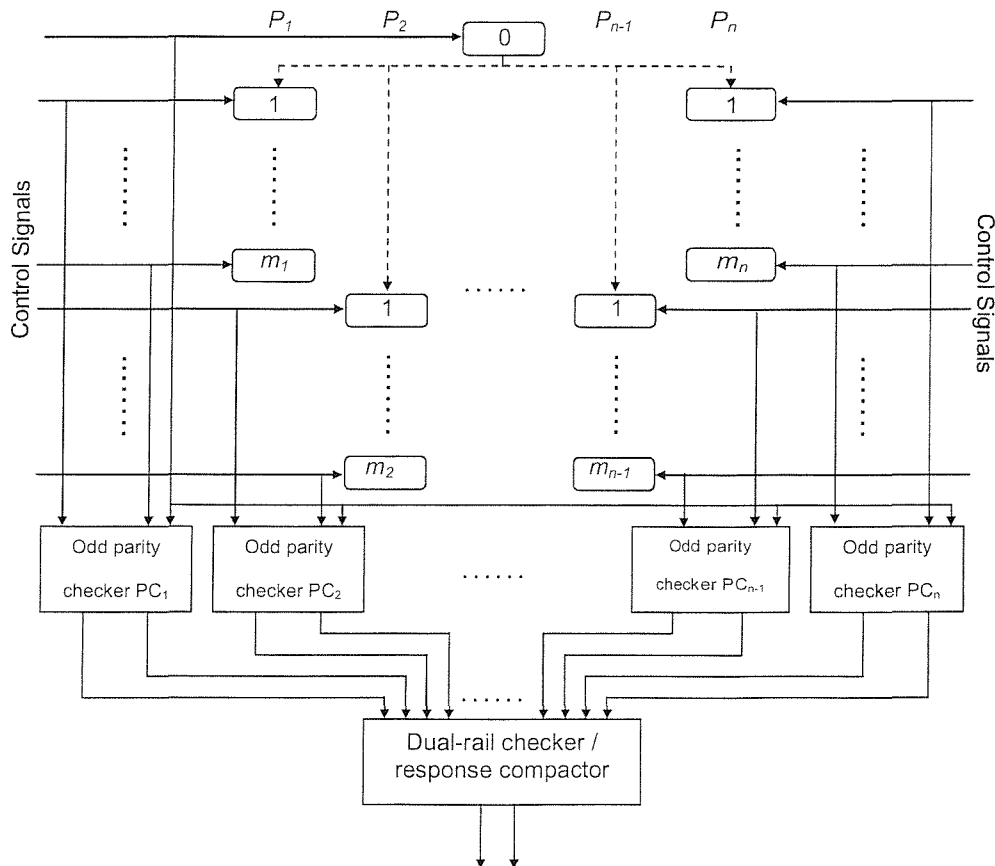 P1 P2 0 Pn-1 Pn
1 1
Control Signals
Control Signals
m1 mn
1 ...... 1
m2 mn-1
Odd parity
checker PC1
Odd parity
checker PC2
......
Odd parity
checker PCn-1
Odd parity
checker PCn
......
Dual-rail checker /
response compactor